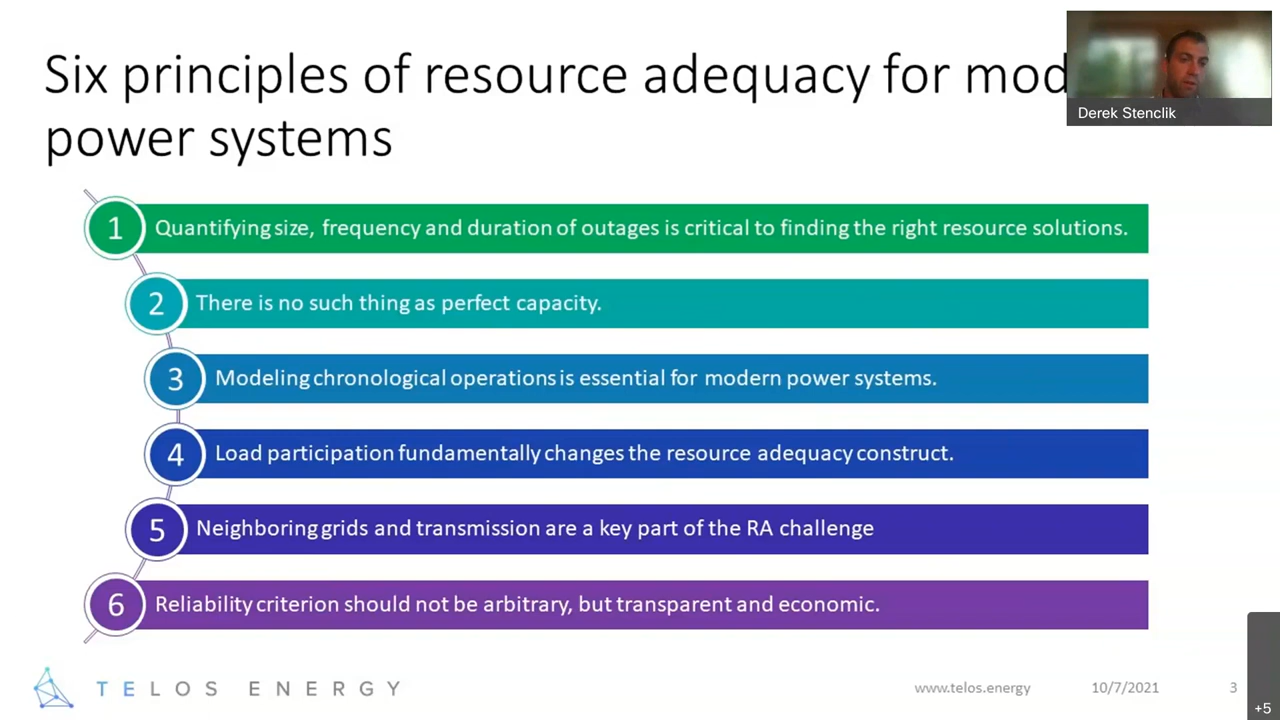 Six principles of resource adequacy for mod
power systems
Derek Stenclik
1 Quantifying size, frequency and duration of outages is critical to finding the right resource solutions.
2 There is no such thing as perfect capacity.
3 Modeling chronological operations is essential for modern power systems.
4 Load participation fundamentally changes the resource adequacy construct.
5 Neighboring grids and transmission are a key part of the RA challenge
6 Reliability criterion should not be arbitrary, but transparent and economic.
TELOS ENERGY
www.telos.energy 10/7/2021 3
+5